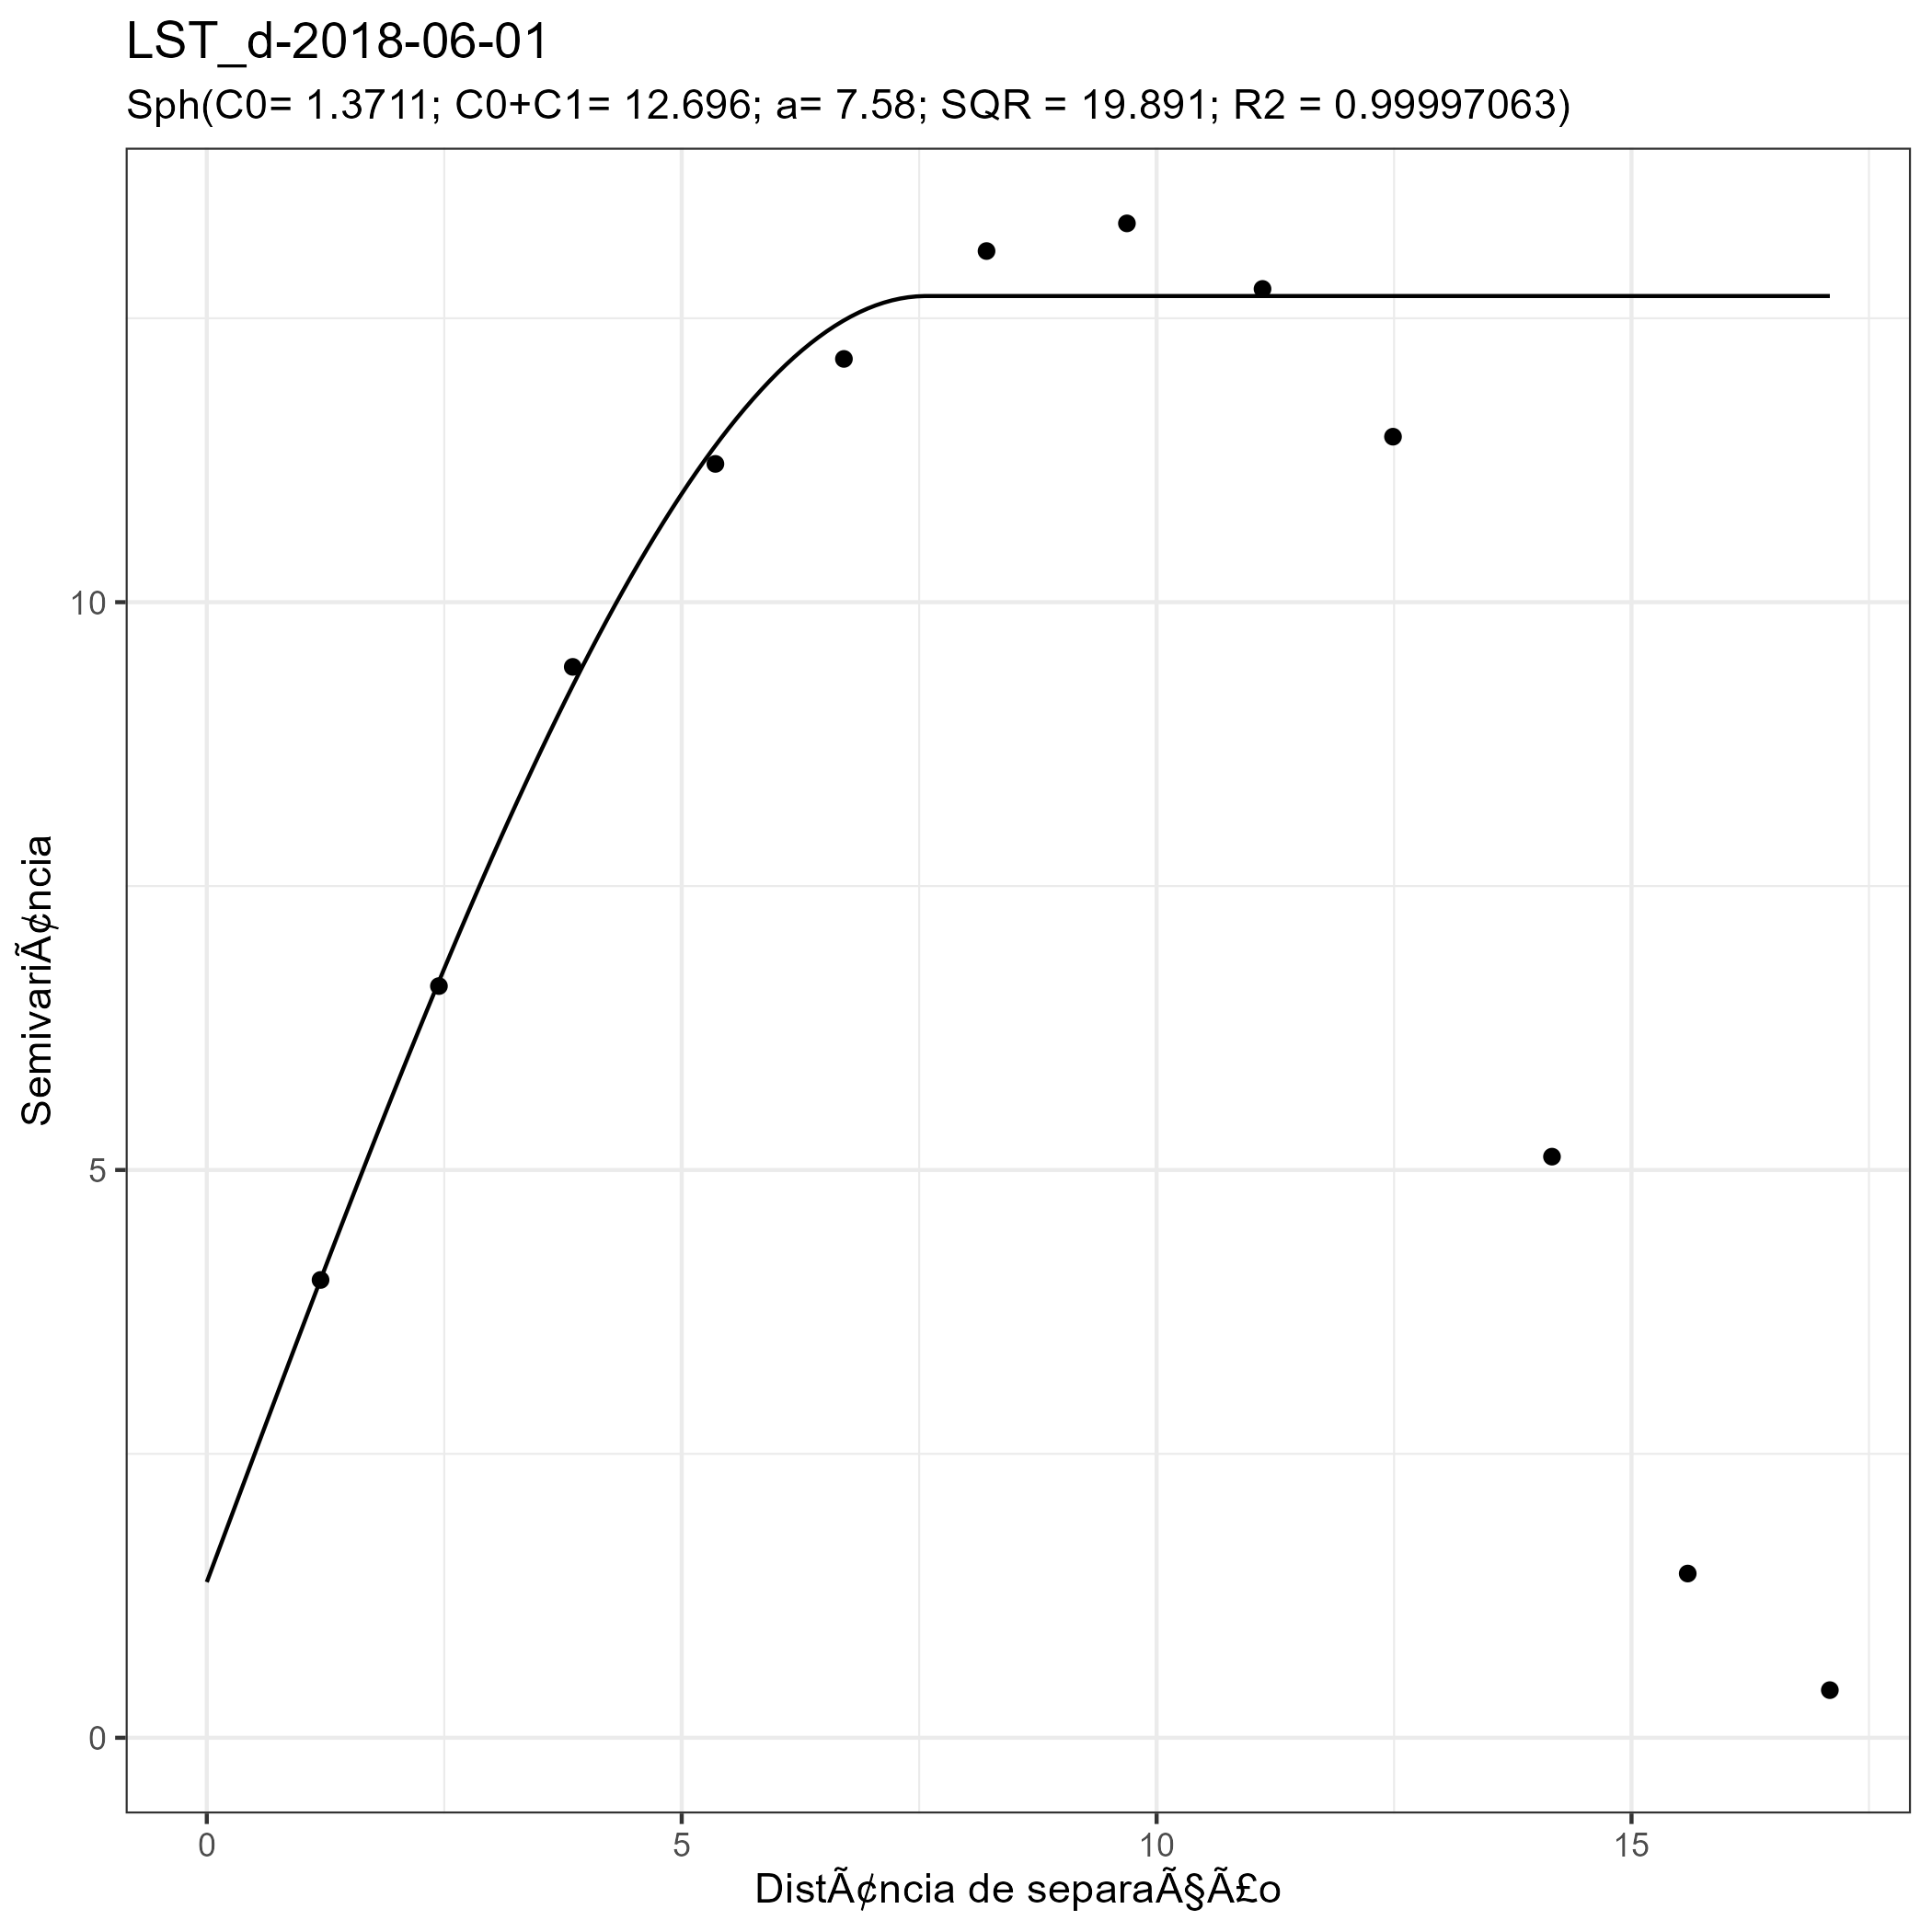 LST_d-2018-06-01
Sph(C0= 1.3711; C0+C1= 12.696; a= 7.58; SQR = 19.891; R2 = 0.99997063)
SemivariÃ¢ncia
10
5
0
0 5 10 15
DistÃ¢ncia de separaÃ§Ã£o